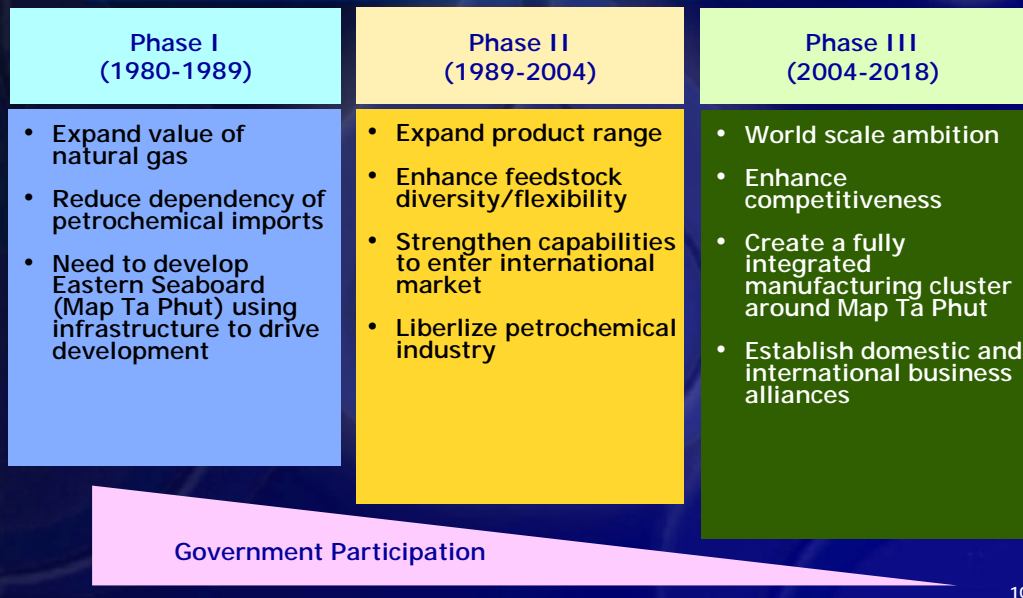 Phase I
(1980-1989)
• Expand value of
natural gas
• Reduce dependency of
petrochemical imports
• Need to develop
Eastern Seaboard
(Map Ta Phut) using
infrastructure to drive
development
Phase II
(1989-2004)
• Expand product range
• Enhance feedstock
diversity/flexibility
• Strengthen capabilities
to enter international
market
• Liberlize petrochemical
industry
Phase III
(2004-2018)
• World scale ambition
• Enhance
competitiveness
• Create a fully
integrated
manufacturing cluster
around Map Ta Phut
• Establish domestic and
international business
alliances
Government Participation